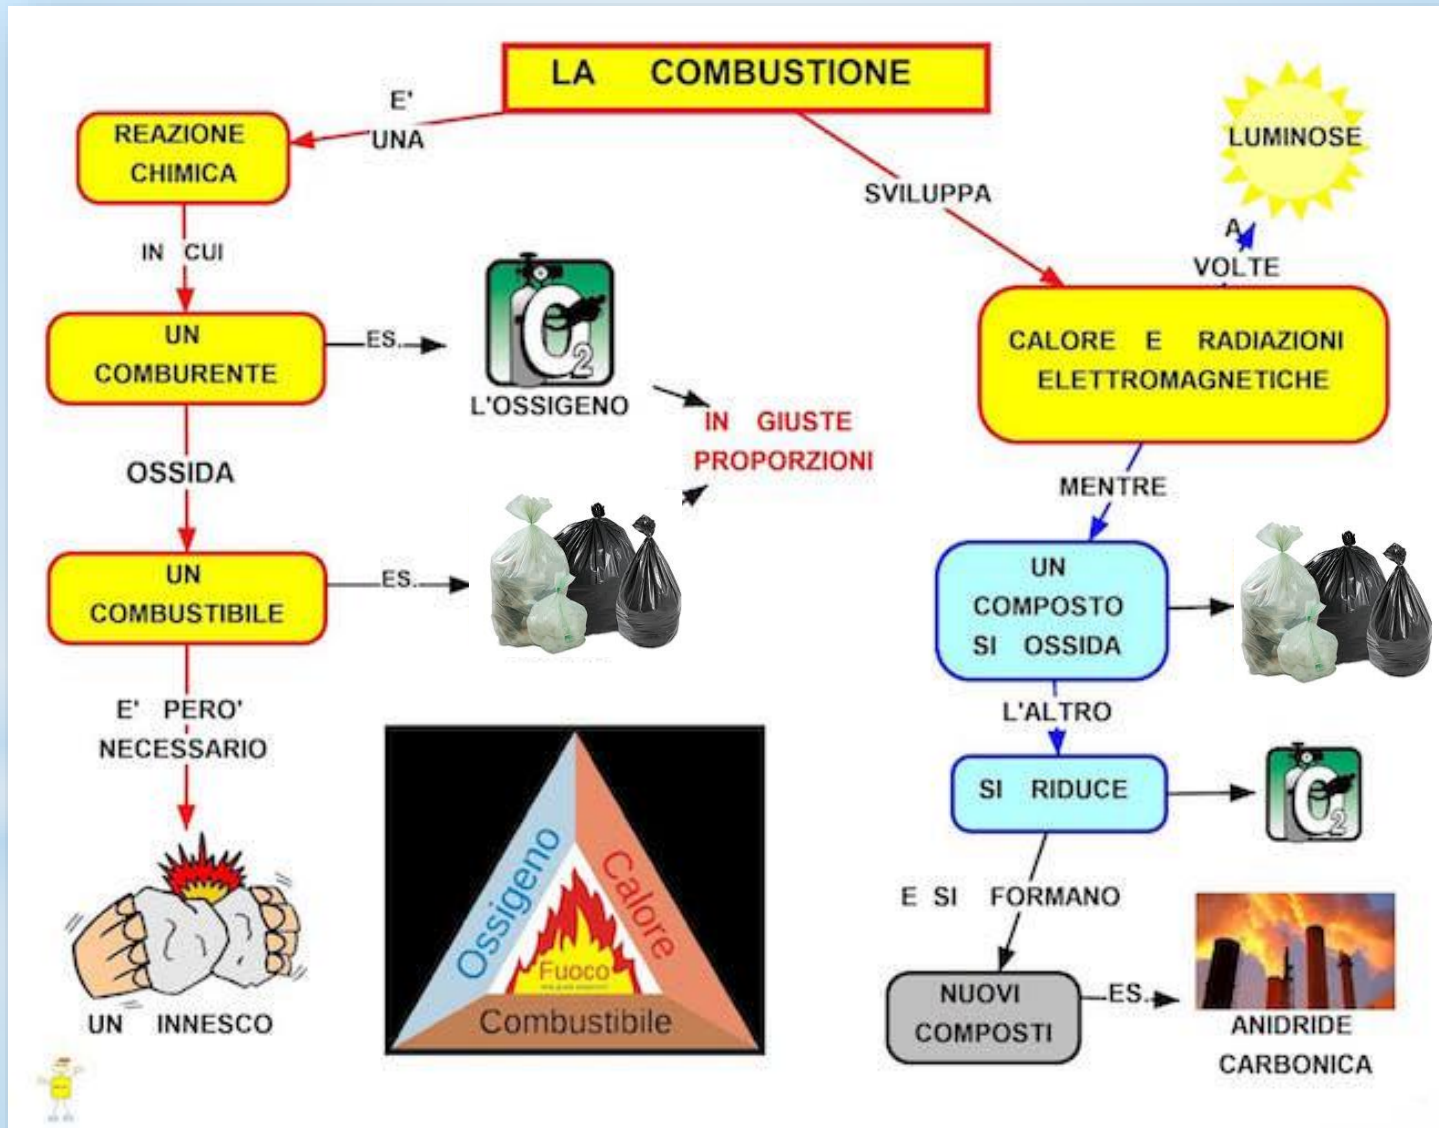 LA COMBUSTIONE
E'
UNA
REAZIONE
CHIMICA
IN CUI
UN
COMBURENTE
ES.
O2
L'OSSIGENO
IN GIUSTE
PROPORZIONI
OSSIDA
UN
COMBUSTIBILE
ES.
E' PERO'
NECESSARIO
UN INNESCO
Ossigeno
Calore
Fuoco
Combustibile
SVILUPPA
LUMINOSE
A
VOLTE
CALORE E RADIAZIONI
ELETTROMAGNETICHE
MENTRE
UN
COMPOSTO
SI OSSIDA
L'ALTRO
SI RIDUCE
O2
E SI FORMANO
NUOVI
COMPOSTI
ES.
ANIDRIDE
CARBONICA